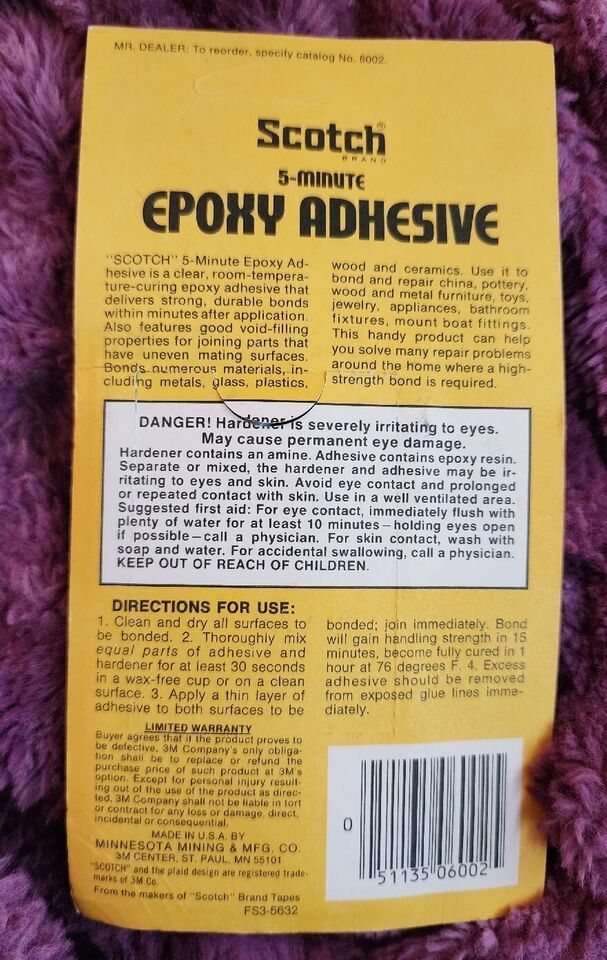 MR. DEALER: To reorder, specify catalog No. 6002.
Scotch®
BRAND
5-MINUTE
EPOXY ADHESIVE
"SCOTCH" 5-Minute Epoxy Ad-
hesive is a clear, room-tempera-
ture-curing epoxy adhesive that
delivers strong, durable bonds
within minutes after application.
Also features good void-filling
properties for joining parts that
have uneven mating surfaces.
Bonds numerous materials, in-
cluding metals, glass, plastics,
wood and ceramics. Use it to
bond and repair china, pottery,
wood and metal furniture, toys,
jewelry, appliances, bathroom
fixtures, mount boat fittings.
This handy product can help
you solve many repair problems
around the home where a high-
strength bond is required.
DANGER! Hardener is severely irritating to eyes.
May cause permanent eye damage.
Hardener contains an amine. Adhesive contains epoxy resin.
Separate or mixed, the hardener and adhesive may be ir-
ritating to eyes and skin. Avoid eye contact and prolonged
or repeated contact with skin. Use in a well ventilated area.
Suggested first aid: For eye contact, immediately flush with
plenty of water for at least 10 minutes—holding eyes open
if possible—call a physician. For skin contact, wash with
soap and water. For accidental swallowing, call a physician.
KEEP OUT OF REACH OF CHILDREN.
DIRECTIONS FOR USE:
1. Clean and dry all surfaces to
be bonded. 2. Thoroughly mix
equal parts of adhesive and
hardener for at least 30 seconds
in a wax-free cup or on a clean
surface. 3. Apply a thin layer of
adhesive to both surfaces to be
bonded; join immediately. Bond
will gain handling strength in 15
minutes, become fully cured in 1
hour at 76 degrees F. 4. Excess
adhesive should be removed
from exposed glue lines imme-
diately.
LIMITED WARRANTY
Buyer agrees that if the product proves to
be defective, 3M Company's only obliga-
tion shall be to replace or refund the
purchase price of such product at 3M's
option. Except for personal injury result-
ing out of the use of the product as direc-
ted, 3M Company shall not be liable in tort
or contract for any loss or damage, direct,
incidental or consequential.
MADE IN U.S.A. BY
MINNESOTA MINING & MFG. CO.
3M CENTER, ST. PAUL, MN 55101
"SCOTCH" and the plaid design are registered trade-
marks of 3M Co.
From the makers of "Scotch" Brand Tapes
FS3-5632
0 51135 06002